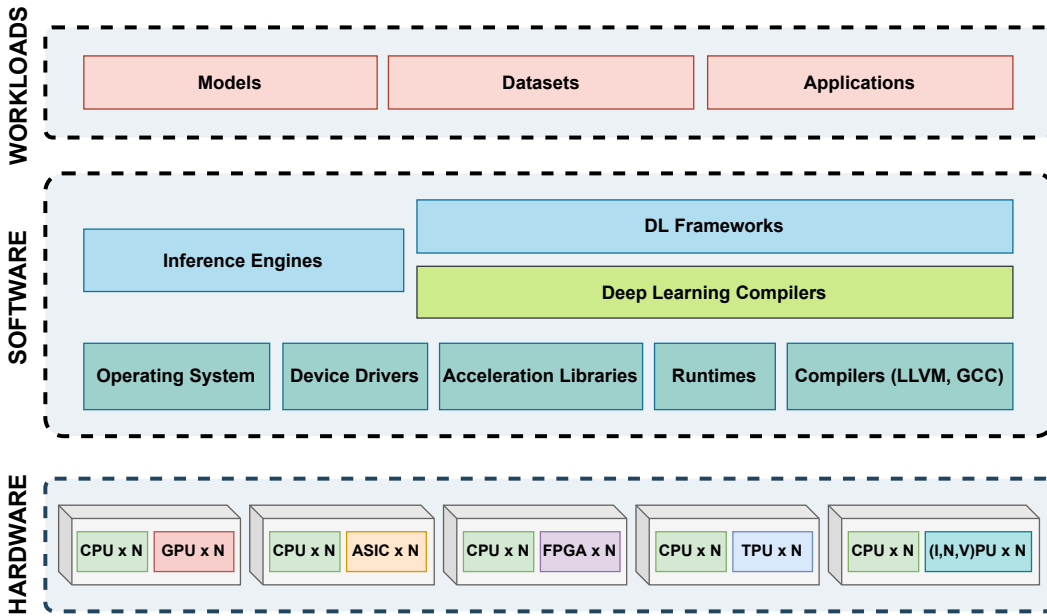 WORKLOADS
Models
Datasets
Applications
SOFTWARE
Inference Engines
DL Frameworks
Deep Learning Compilers
Operating System
Device Drivers
Acceleration Libraries
Runtimes
Compilers (LLVM, GCC)
HARDWARE
CPU x N
GPU x N
CPU x N
ASIC x N
CPU x N
FPGA x N
CPU x N
TPU x N
CPU x N
(I,N,V)PU x N